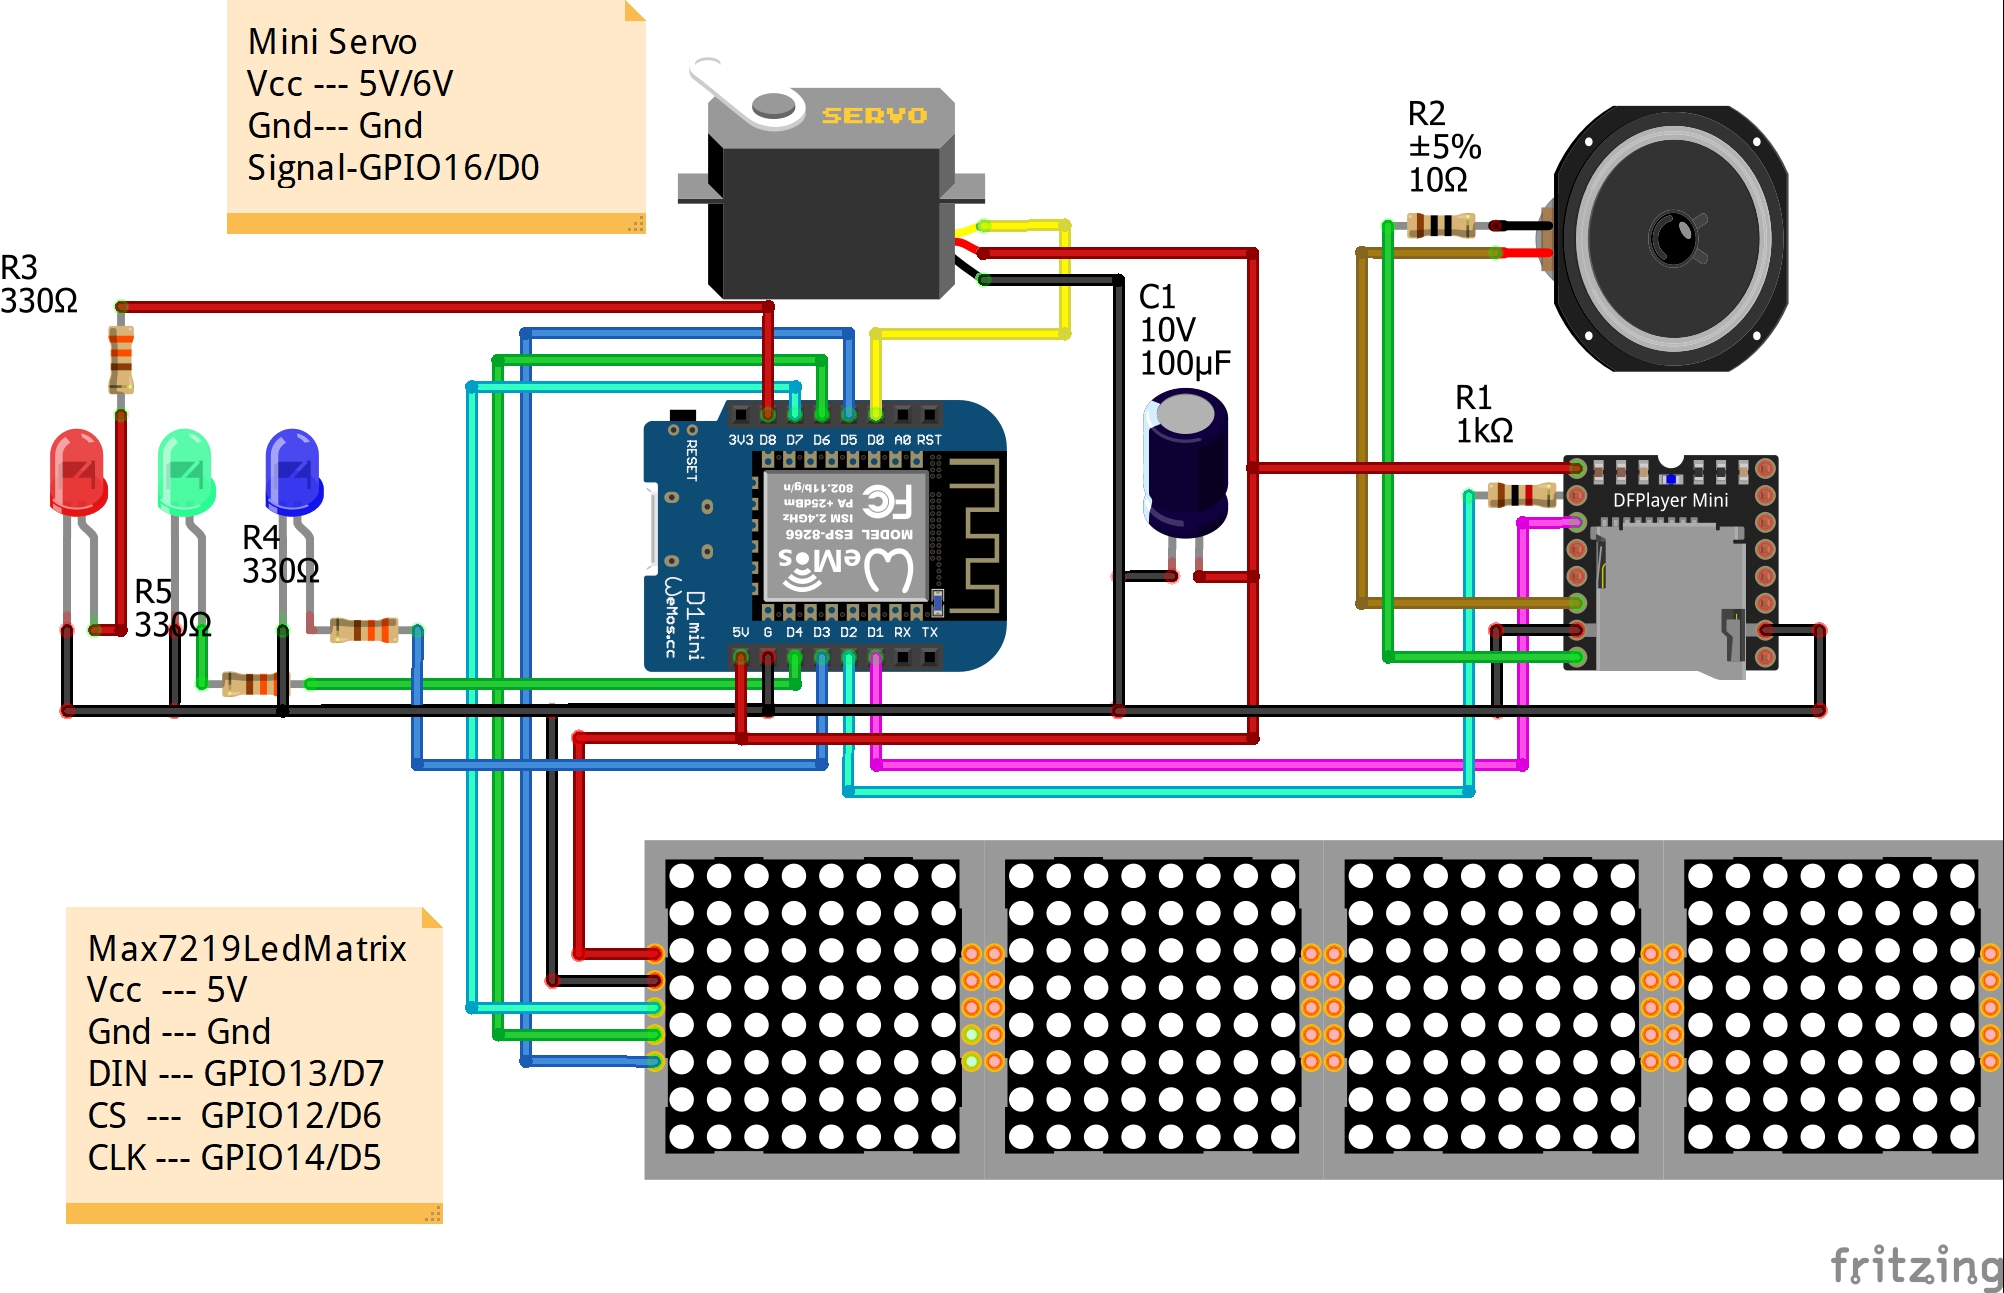 Mini Servo
Vcc --- 5V/6V
Gnd--- Gnd
Signal-GPIO16/D0
SERVO
R2
±5%
10Ω
R3
330Ω
C1
10V
100µF
R1
1kΩ
3V3 D8 D7 D6 D5 D0 A0 RST
RESET
802.11b/g/n
PA + 25dBm
ISM 2.4GHz
FC
MODEL ESP-8266
WeMos
D1mini
WeMos.cc
5V G D4 D3 D2 D1 RX TX
DFPlayer Mini
R4
330Ω
R5
330Ω
Max7219LedMatrix
Vcc --- 5V
Gnd --- Gnd
DIN --- GPIO13/D7
CS --- GPIO12/D6
CLK --- GPIO14/D5
fritzing